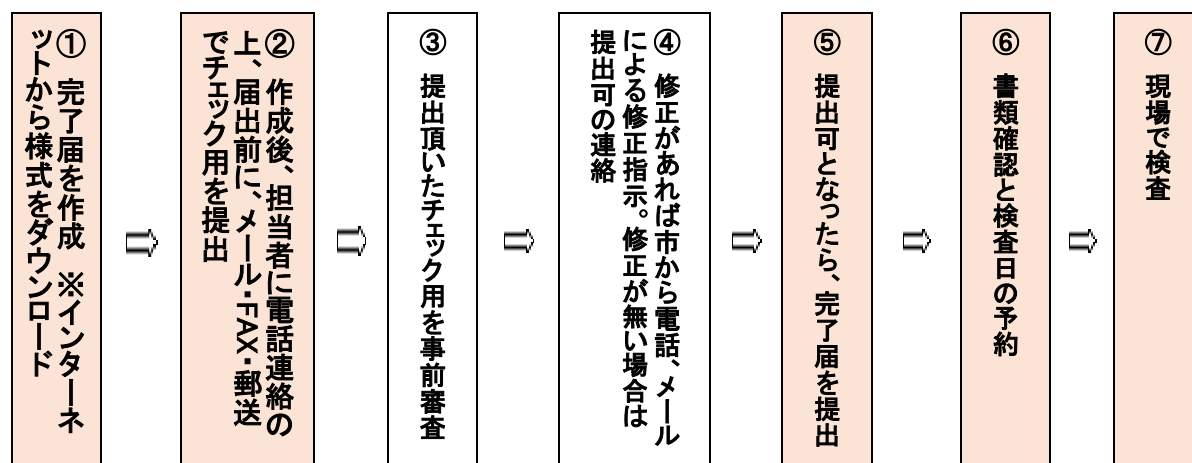 ① 完了届を作成 ※インターネ
ットから様式をダウンロード
② 作成後、担当者に電話連絡の
上、届出前に、メール・FAX・郵送
でチェック用を提出
③ 提出頂いたチェック用を事前審査
④ 修正があれば市から電話、メール
による修正指示。修正が無い場合は
提出可の連絡
⑤ 提出可となったら、完了届を提出
⑥ 書類確認と検査日の予約
⑦ 現場で検査